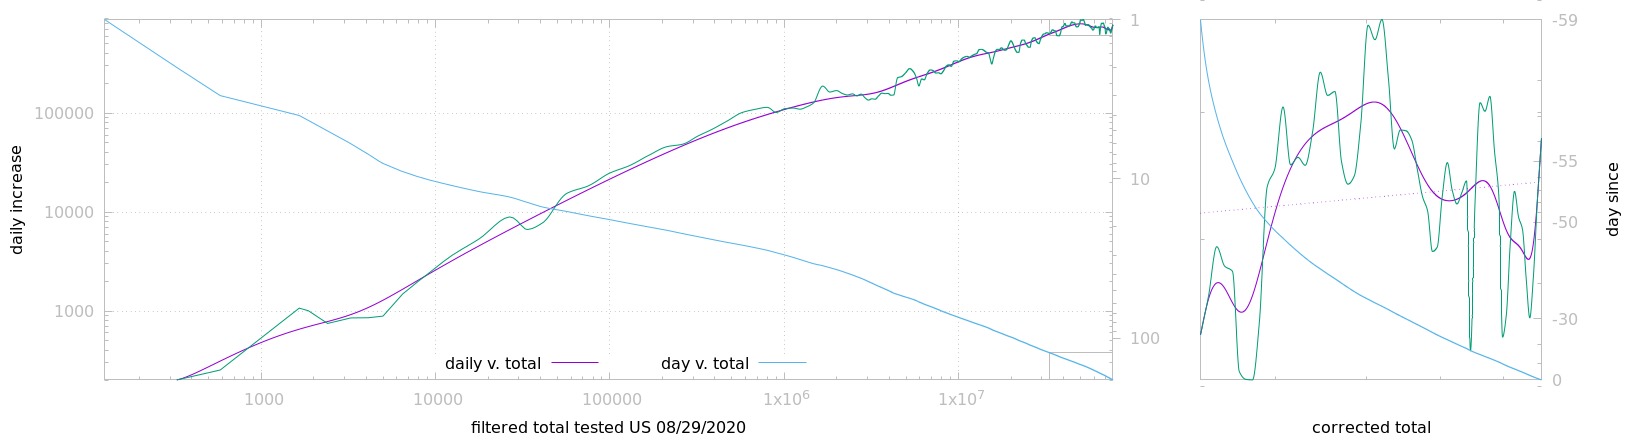 1
-59
100000
daily increase
-55
10
day since
10000
-50
1000
-30
100
daily v. total
day v. total
0
1000
10000
100000
1x10⁶
1x10⁷
filtered total tested US 08/29/2020
corrected total